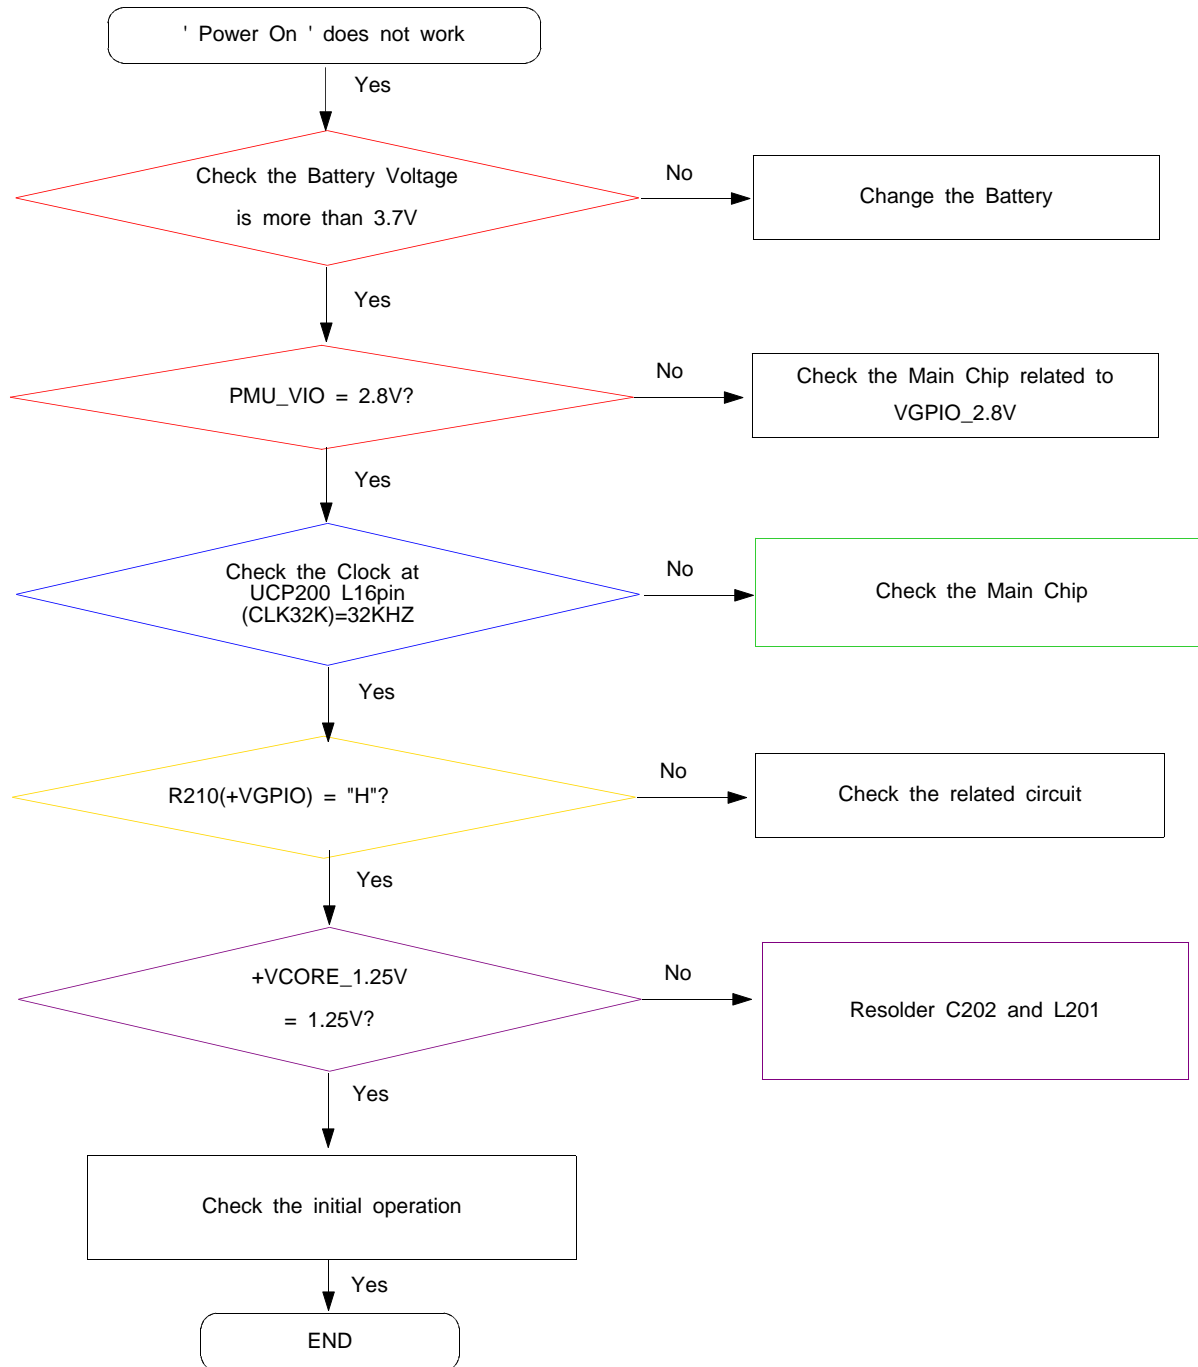 ' Power On ' does not work
Yes
Check the Battery Voltage
is more than 3.7V
No
Change the Battery
Yes
PMU_VIO = 2.8V?
No
Check the Main Chip related to
VGPIO_2.8V
Yes
Check the Clock at
UCP200 L16pin
(CLK32K)=32KHZ
No
Check the Main Chip
Yes
R210(+VGPIO) = "H"?
No
Check the related circuit
Yes
+VCORE_1.25V
= 1.25V?
No
Resolder C202 and L201
Yes
Check the initial operation
Yes
END